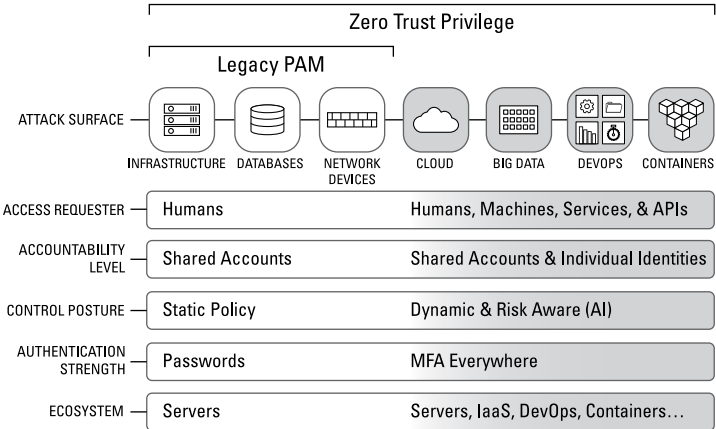 Zero Trust Privilege
Legacy PAM
ATTACK SURFACE
INFRASTRUCTURE DATABASES NETWORK DEVICES CLOUD BIG DATA DEVOPS CONTAINERS
ACCESS REQUESTER Humans Humans, Machines, Services, & APIs
ACCOUNTABILITY LEVEL Shared Accounts Shared Accounts & Individual Identities
CONTROL POSTURE Static Policy Dynamic & Risk Aware (AI)
AUTHENTICATION STRENGTH Passwords MFA Everywhere
ECOSYSTEM Servers Servers, IaaS, DevOps, Containers...